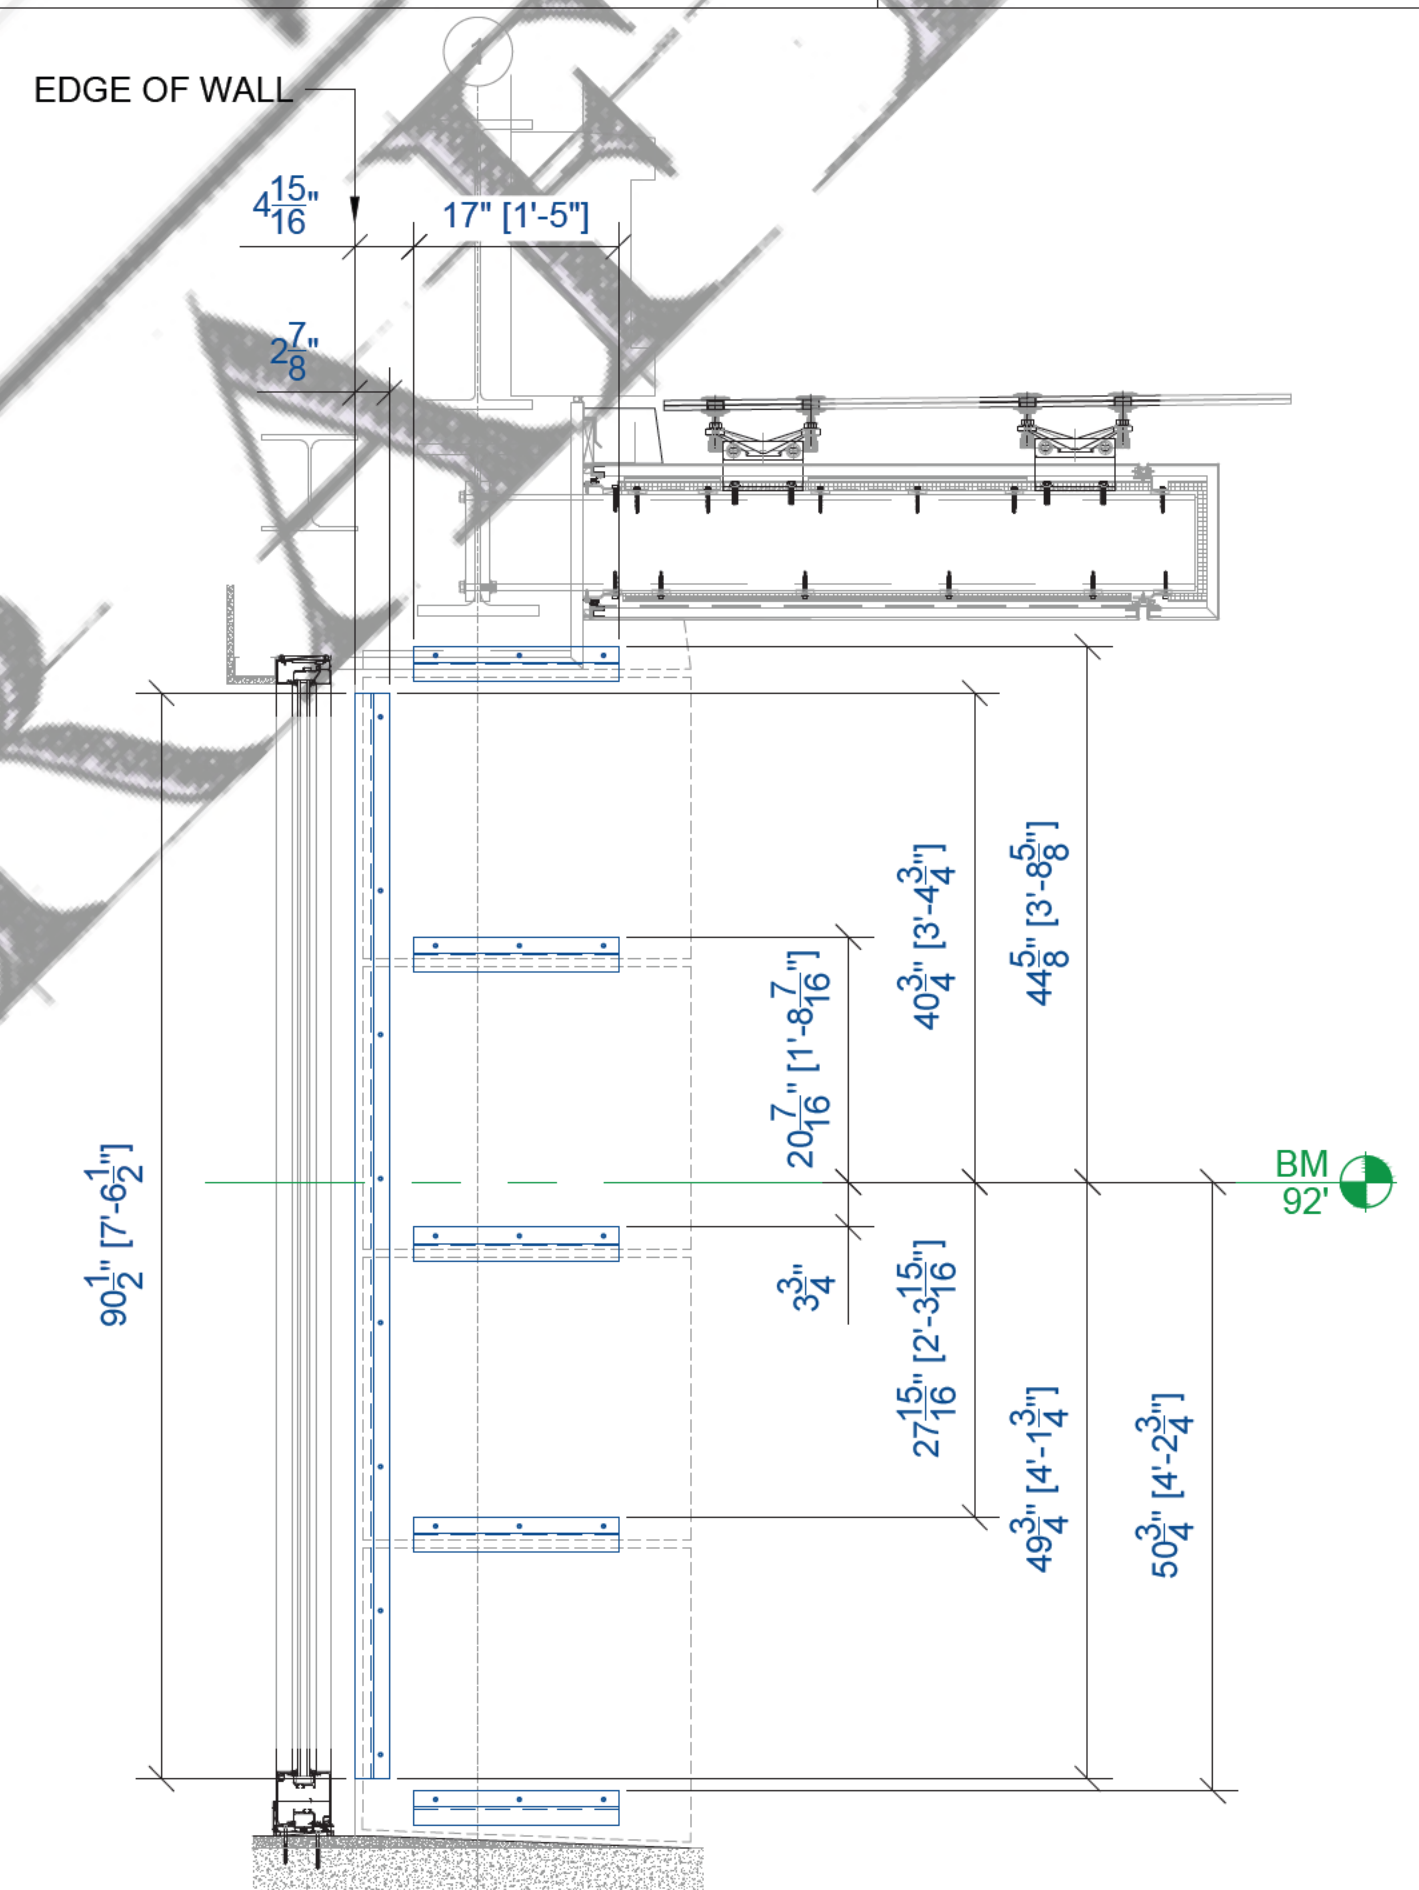 1
EDGE OF WALL
4 15/16"
17" [1'-5"]
2 7/8"
44 5/8" [3'-8 5/8"]
40 3/4" [3'-4 3/4"]
20 7/16" [1'-8 7/16"]
BM
92'
90 1/2" [7'-6 1/2"]
3 3/4"
27 15/16" [2'-3 15/16"]
49 3/4" [4'-1 3/4"]
50 3/4" [4'-2 3/4"]